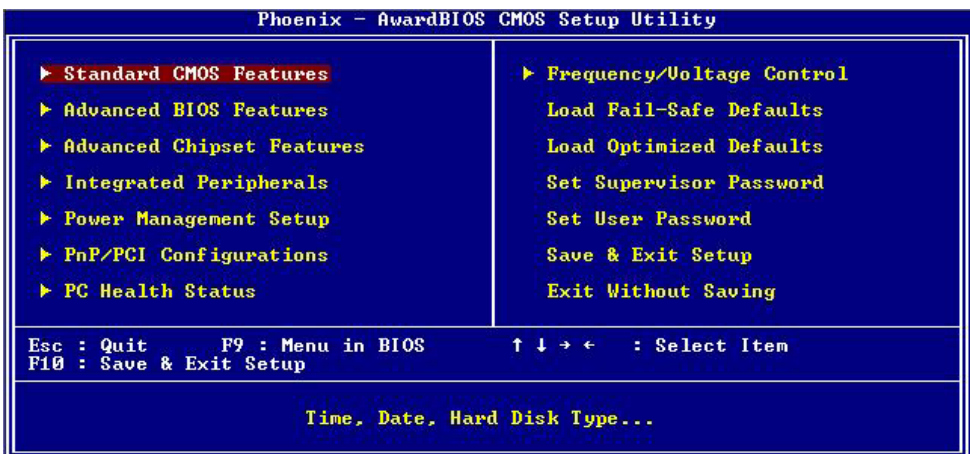 Phoenix - AwardBIOS CMOS Setup Utility
▶ Standard CMOS Features
▶ Advanced BIOS Features
▶ Advanced Chipset Features
▶ Integrated Peripherals
▶ Power Management Setup
▶ PnP/PCI Configurations
▶ PC Health Status
▶ Frequency/Voltage Control
Load Fail-Safe Defaults
Load Optimized Defaults
Set Supervisor Password
Set User Password
Save & Exit Setup
Exit Without Saving
Esc : Quit F9 : Menu in BIOS ↑ ↓ → ← : Select Item
F10 : Save & Exit Setup
Time, Date, Hard Disk Type...